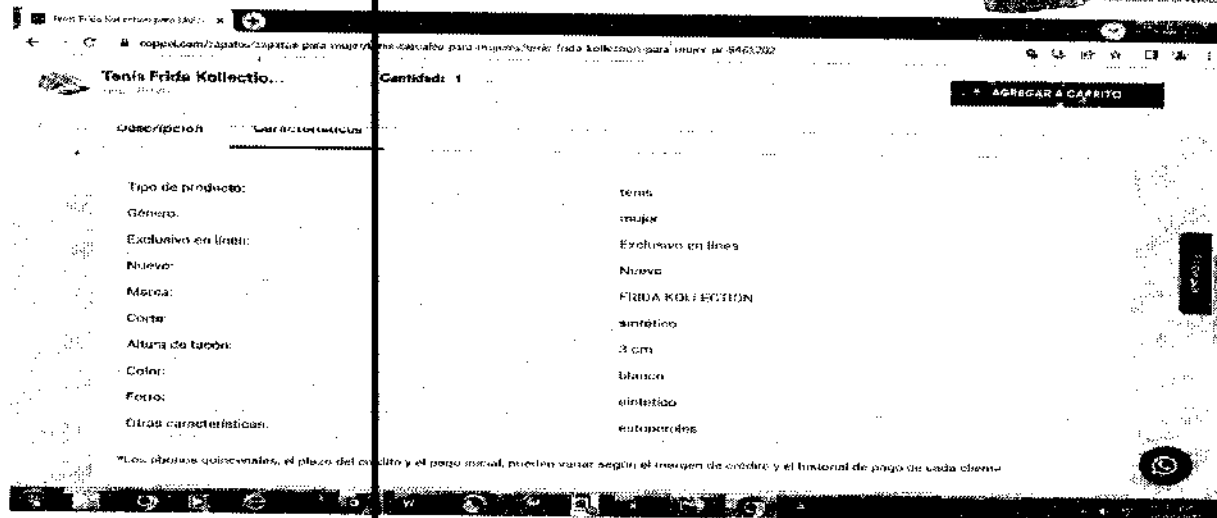 Tenis Frida Kollectio...
Cantidad: 1
AGREGAR A CARRITO
Descripción Características
Tipo de producto: tenis
Género: mujer
Exclusivo en línea: Exclusivo en línea
Nuevo: Nuevo
Marca: FRIDA KOLLECTION
Corte: sintético
Altura de tacón: 3 cm
Color: blanco
Forro: sintético
Otras características: estoperoles
*Los abonos quincenales, el plazo del crédito y el pago inicial, pueden variar según el margen de crédito y el historial de pago de cada cliente